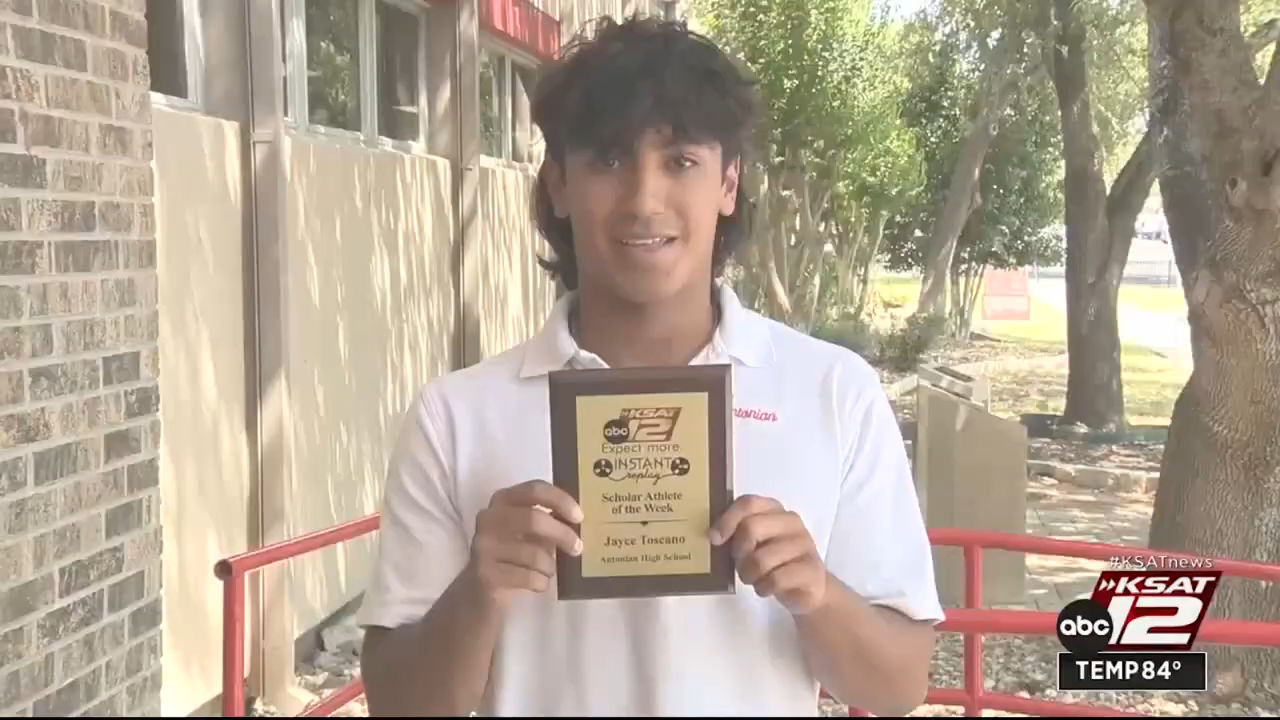 KSAT
abc 12
Expect more.
INSTANT
replay
Scholar Athlete
of the Week
Jayce Toscano
Antonian High School
ntonian
#KSATnews
KSAT
abc 12
TEMP 84°